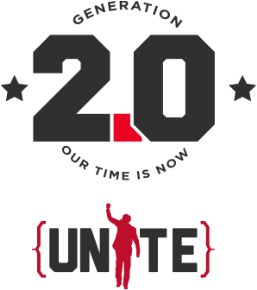 GENERATION
2.0
OUR TIME IS NOW
{UNITE}